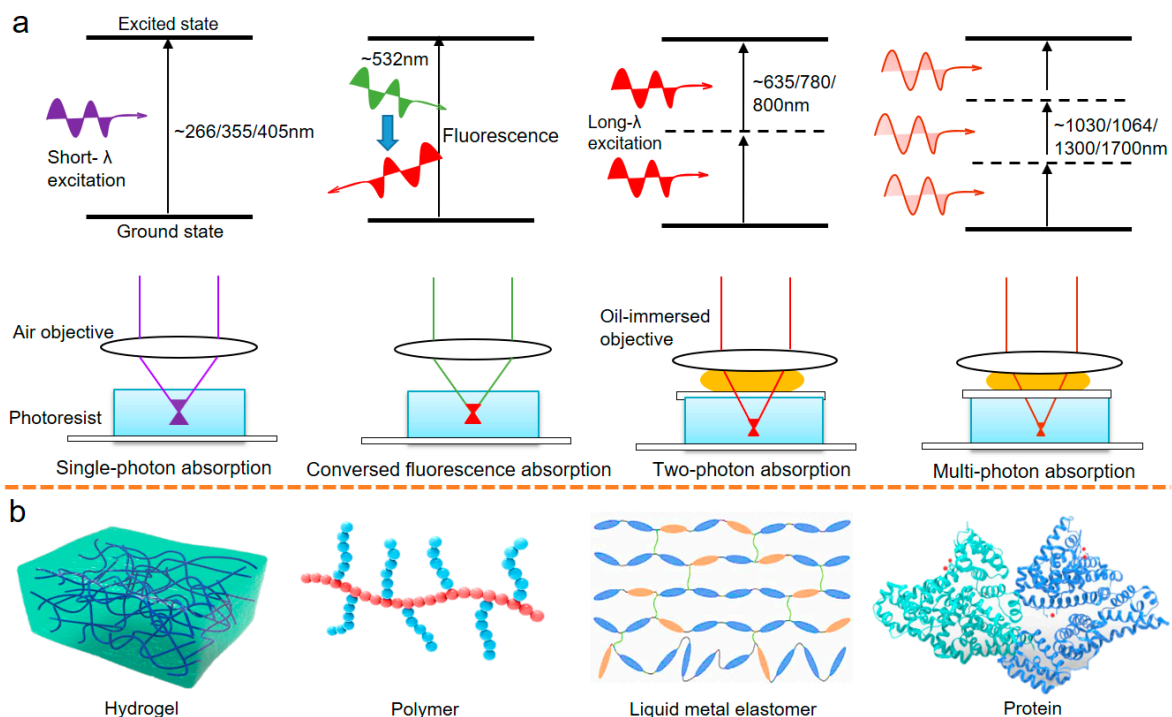 a
Excited state
~266/355/405nm
Short- λ
excitation
Ground state
~532nm
Fluorescence
~635/780/
800nm
Long-λ
excitation
~1030/1064/
1300/1700nm
Air objective
Photoresist
Oil-immersed
objective
Single-photon absorption
Conversed fluorescence absorption
Two-photon absorption
Multi-photon absorption
b
Hydrogel
Polymer
Liquid metal elastomer
Protein